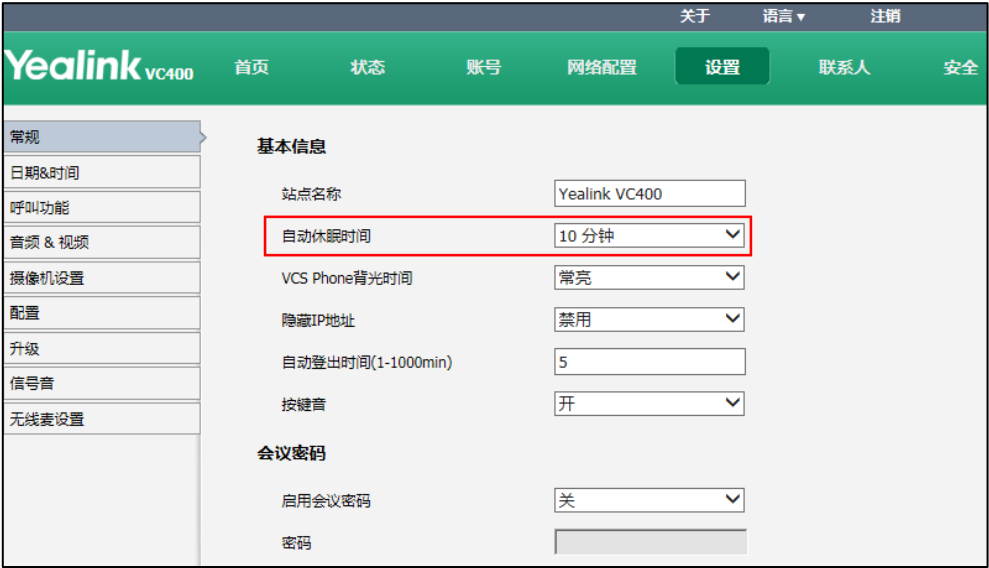 关于 语言▼ 注销
Yealink VC400 首页 状态 账号 网络配置 设置 联系人 安全
常规
日期&时间
呼叫功能
音频 & 视频
摄像机设置
配置
升级
信号音
无线麦设置
基本信息
站点名称 Yealink VC400
自动休眠时间 10 分钟
VCS Phone背光时间 常亮
隐藏IP地址 禁用
自动登出时间(1-1000min) 5
按键音 开
会议密码
启用会议密码 关
密码